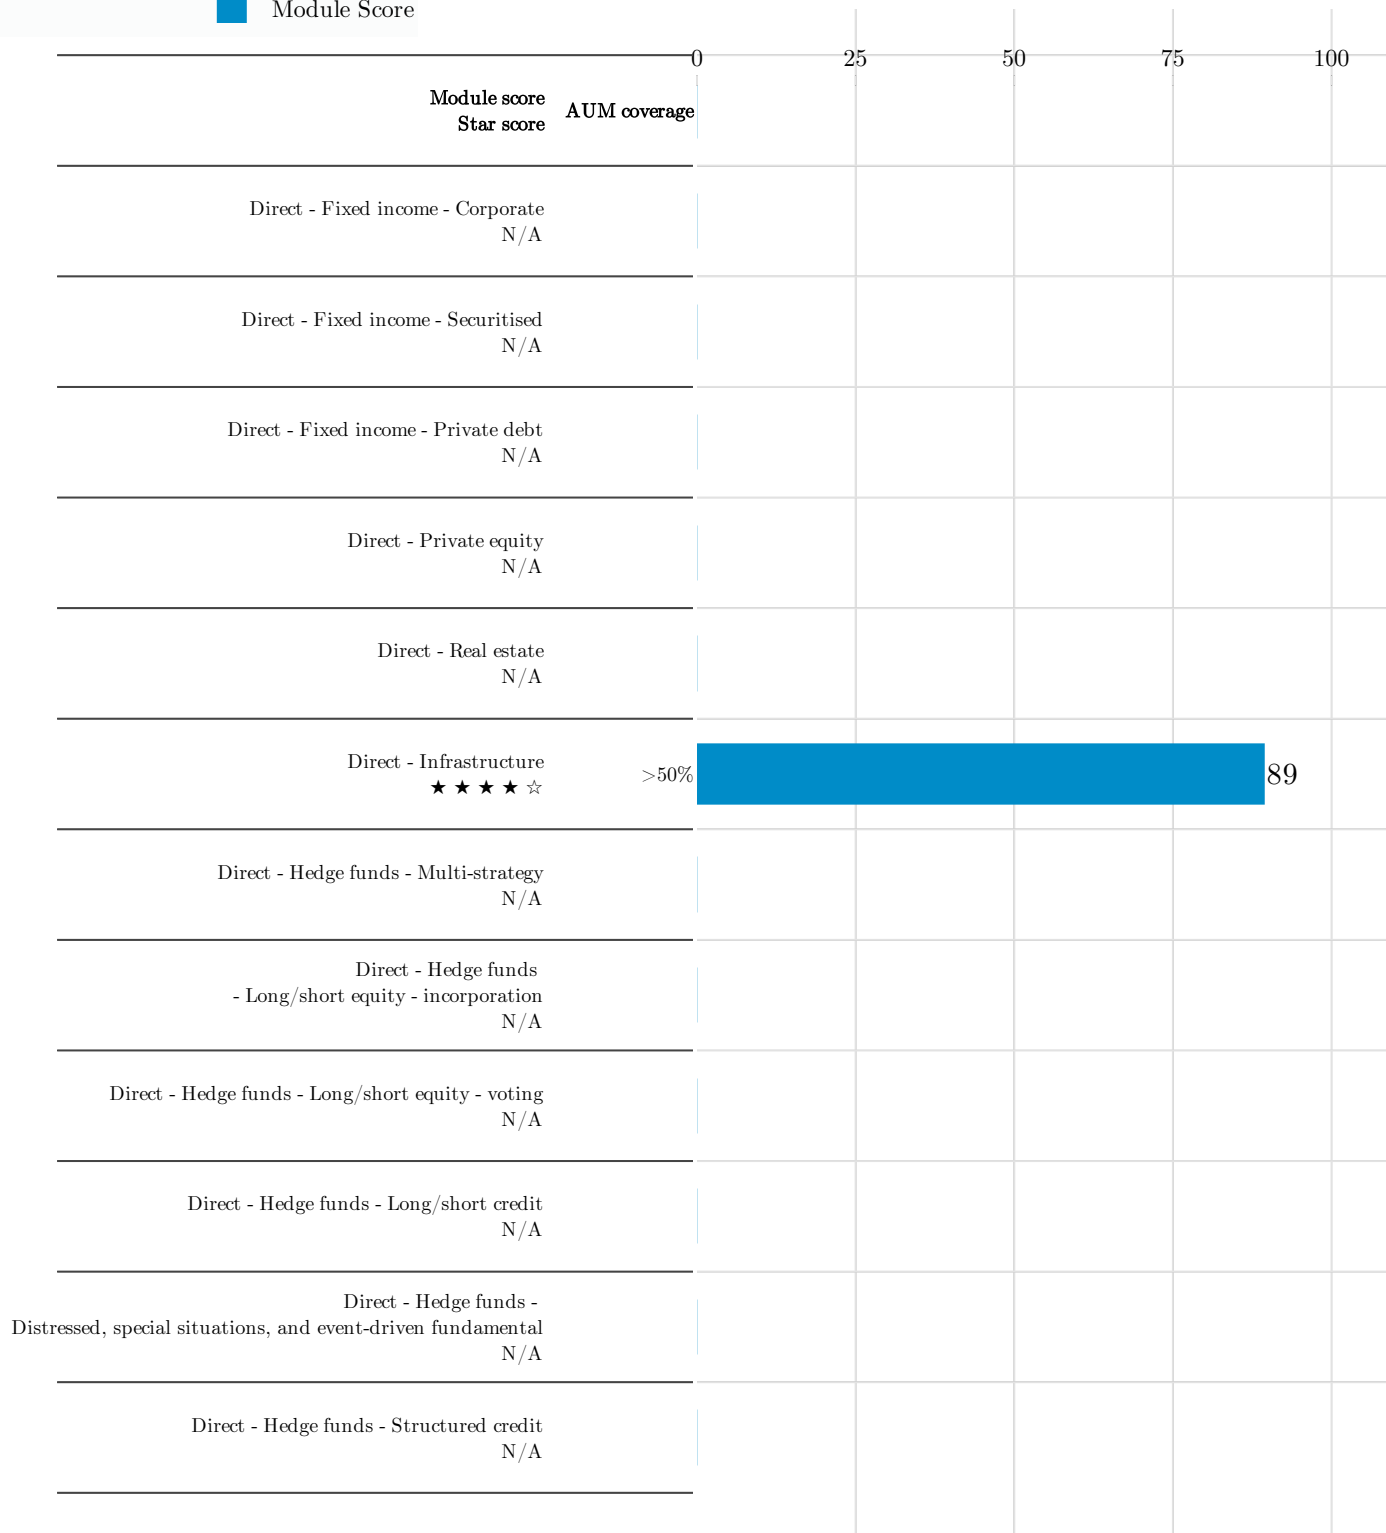 Module Score
0 25 50 75 100
Module score
Star score
AUM coverage
Direct - Fixed income - Corporate
N/A
Direct - Fixed income - Securitised
N/A
Direct - Fixed income - Private debt
N/A
Direct - Private equity
N/A
Direct - Real estate
N/A
Direct - Infrastructure
★ ★ ★ ★ ☆
>50%
89
Direct - Hedge funds - Multi-strategy
N/A
Direct - Hedge funds
- Long/short equity - incorporation
N/A
Direct - Hedge funds - Long/short equity - voting
N/A
Direct - Hedge funds - Long/short credit
N/A
Direct - Hedge funds -
Distressed, special situations, and event-driven fundamental
N/A
Direct - Hedge funds - Structured credit
N/A